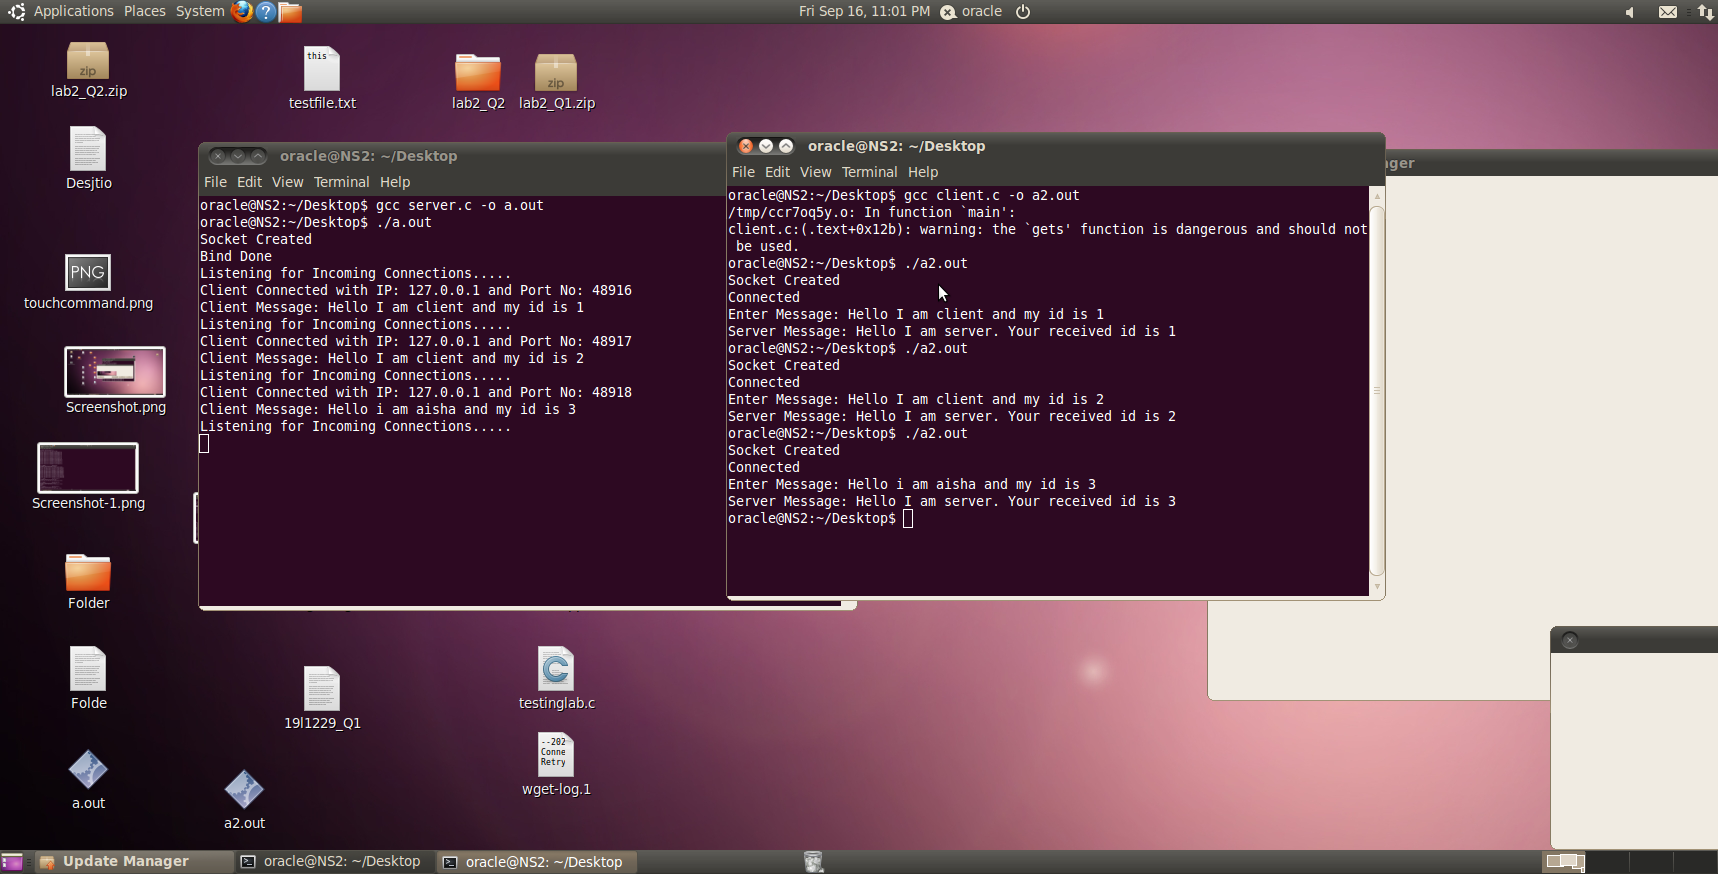 Applications Places System
Fri Sep 16, 11:01 PM oracle
lab2_Q2.zip
testfile.txt
lab2_Q2
lab2_Q1.zip
Desjtio
touchcommand.png
Screenshot.png
Screenshot-1.png
Folder
Folde
19l1229_Q1
testinglab.c
wget-log.1
a.out
a2.out
zip
this
zip
PNG
--202
Conne
Retry
oracle@NS2: ~/Desktop
File Edit View Terminal Help
oracle@NS2:~/Desktop$ gcc server.c -o a.out
oracle@NS2:~/Desktop$ ./a.out
Socket Created
Bind Done
Listening for Incoming Connections.....
Client Connected with IP: 127.0.0.1 and Port No: 48916
Client Message: Hello I am client and my id is 1
Listening for Incoming Connections.....
Client Connected with IP: 127.0.0.1 and Port No: 48917
Client Message: Hello I am client and my id is 2
Listening for Incoming Connections.....
Client Connected with IP: 127.0.0.1 and Port No: 48918
Client Message: Hello i am aisha and my id is 3
Listening for Incoming Connections.....
oracle@NS2: ~/Desktop
File Edit View Terminal Help
oracle@NS2:~/Desktop$ gcc client.c -o a2.out
/tmp/ccr7oq5y.o: In function `main':
client.c:(.text+0x12b): warning: the `gets' function is dangerous and should not
be used.
oracle@NS2:~/Desktop$ ./a2.out
Socket Created
Connected
Enter Message: Hello I am client and my id is 1
Server Message: Hello I am server. Your received id is 1
oracle@NS2:~/Desktop$ ./a2.out
Socket Created
Connected
Enter Message: Hello I am client and my id is 2
Server Message: Hello I am server. Your received id is 2
oracle@NS2:~/Desktop$ ./a2.out
Socket Created
Connected
Enter Message: Hello i am aisha and my id is 3
Server Message: Hello I am server. Your received id is 3
oracle@NS2:~/Desktop$
ager
Update Manager
oracle@NS2: ~/Desktop
oracle@NS2: ~/Desktop